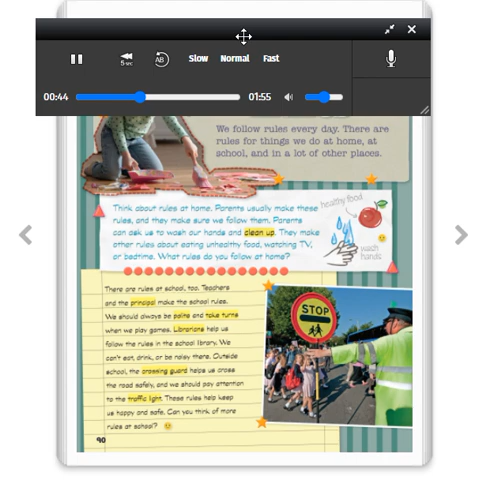 5 sec
AB
Slow
Normal
Fast
00:44
01:55
We follow rules every day. There are
rules for things we do at home, at
school, and in a lot of other places.
Think about rules at home. Parents usually make these
rules, and they make sure we follow them. Parents
can ask us to wash our hands and clean up. They make
other rules about eating unhealthy food, watching TV,
or bedtime. What rules do you follow at home?
healthy food
wash
hands
There are rules at school, too. Teachers
and the principal make the school rules.
We should always be polite and take turns
when we play games. Librarians help us
follow the rules in the school library. We
can't eat, drink, or be noisy there. Outside
school, the crossing guard helps us cross
the road safely, and we should pay attention
to the traffic light. These rules help keep
us happy and safe. Can you think of more
rules at school?
STOP
90